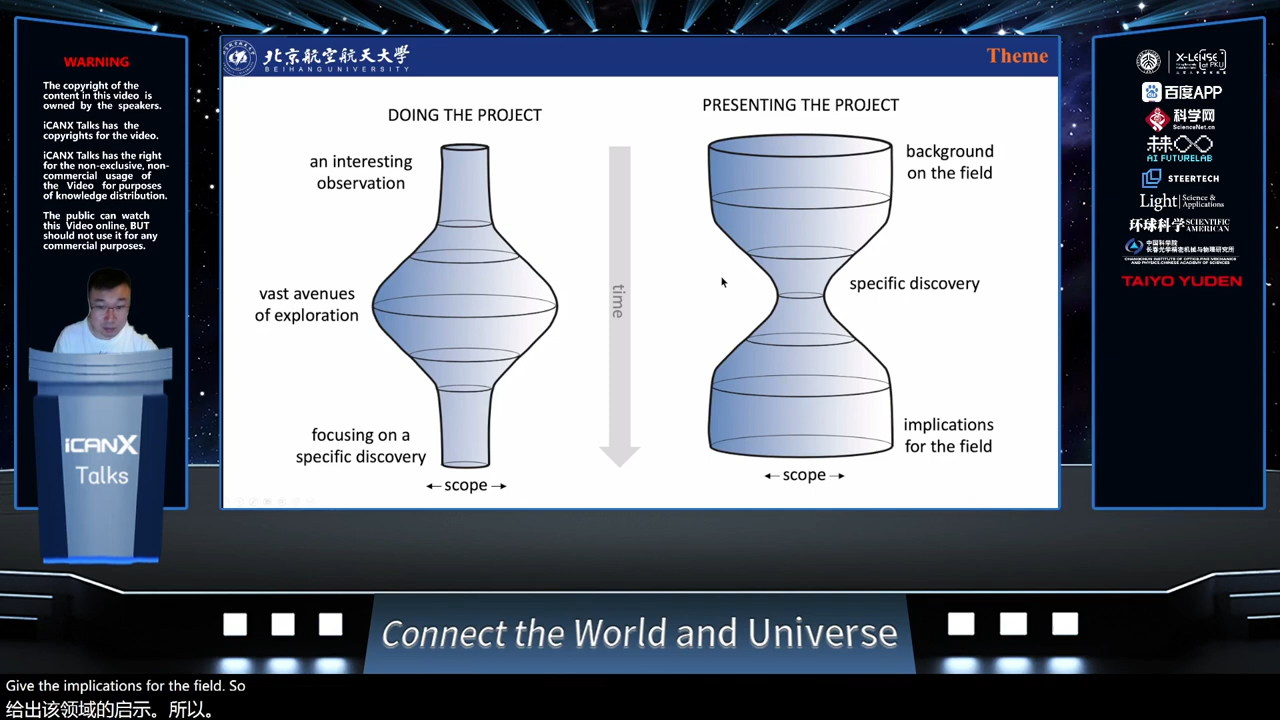 WARNING
The copyright of the
content in this video is
owned by the speakers.
iCANX Talks has the
copyrights for the video.
iCANX Talks has the right
for the non-exclusive, non-
commercial usage of
the Video for purposes
of knowledge distribution.
The public can watch
this Video online, BUT
should not use it for any
commercial purposes.
iCANX
Talks
北京航空航天大學
BEIHANG UNIVERSITY
Theme
DOING THE PROJECT
an interesting
observation
vast avenues
of exploration
focusing on a
specific discovery
←scope→
time
PRESENTING THE PROJECT
background
on the field
specific discovery
implications
for the field
←scope→
X-LENSE
at PKU
百度APP
科学网
ScienceNet.cn
未来
AI FUTURELAB
STEERTECH
Light Science &
Applications
环球科学 SCIENTIFIC
AMERICAN
中国科学院
长春光学精密机械与物理研究所
CHANGCHUN INSTITUTE OF OPTICS,FINE MECHANICS
AND PHYSICS,CHINESE ACADEMY OF SCIENCES
TAIYO YUDEN
Connect the World and Universe
Give the implications for the field. So
给出该领域的启示。所以。